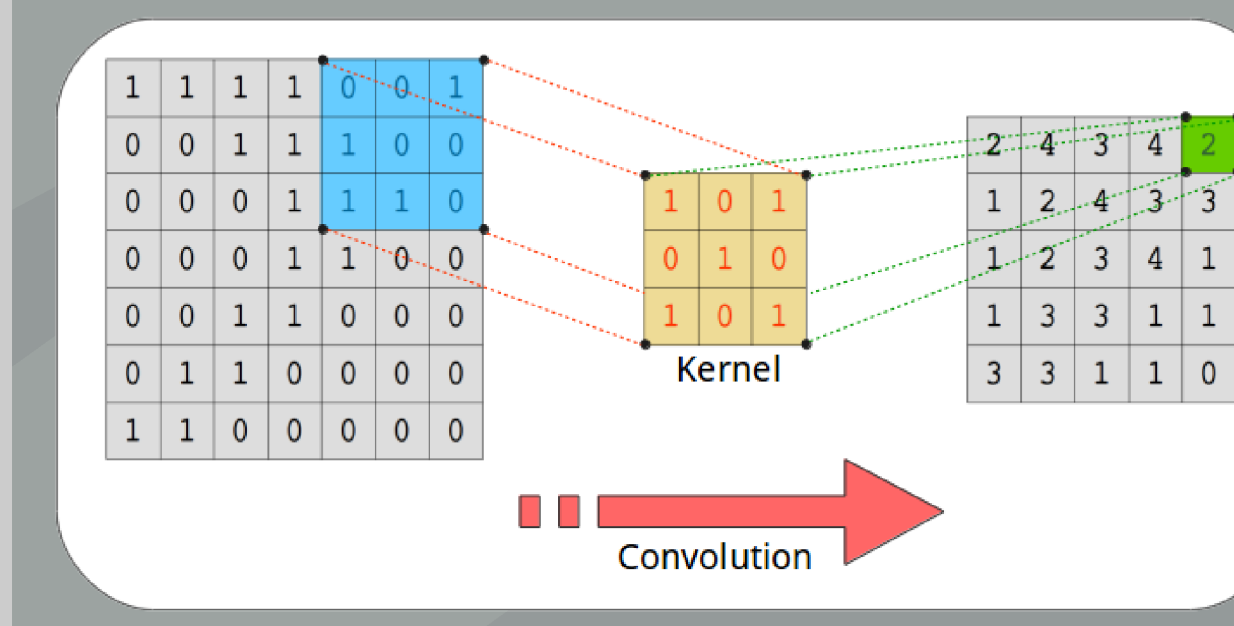 1 1 1 1 0 0 1
0 0 1 1 1 0 0
0 0 0 1 1 1 0
0 0 0 1 1 0 0
0 0 1 1 0 0 0
0 1 1 0 0 0 0
1 1 0 0 0 0 0
1 0 1
0 1 0
1 0 1
Kernel
2 4 3 4 2
1 2 4 3 3
1 2 3 4 1
1 3 3 1 1
3 3 1 1 0
Convolution